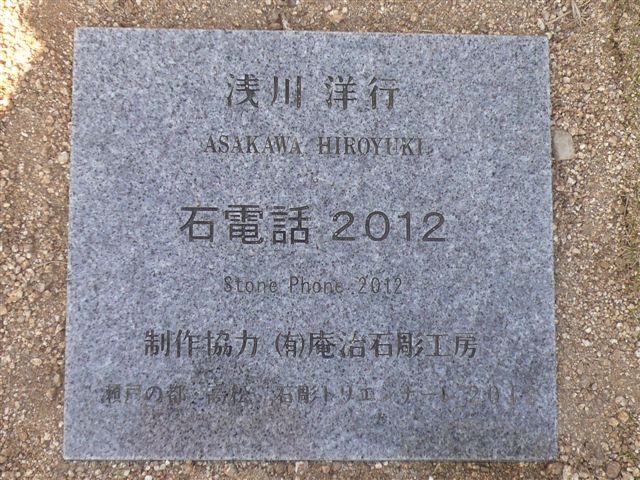 浅川 洋行
ASAKAWA HIROYUKI
石電話 2012
Stone Phone 2012
制作協力 (有)庵治石彫工房
瀬戸の都・高松 石彫トリエンナーレ 2012